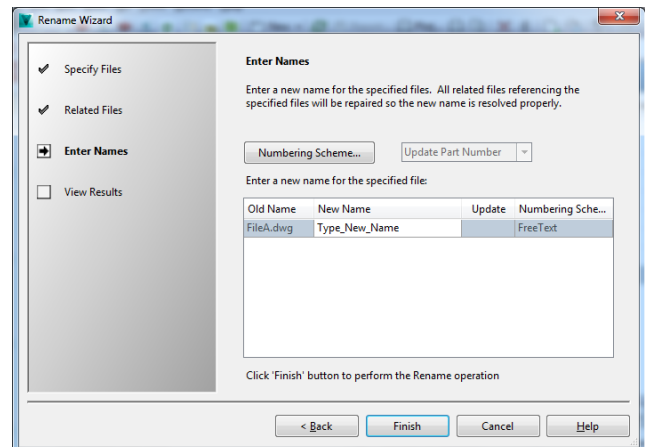 Rename Wizard
Specify Files
Related Files
Enter Names
View Results
Enter Names
Enter a new name for the specified files. All related files referencing the
specified files will be repaired so the new name is resolved properly.
Numbering Scheme... Update Part Number
Enter a new name for the specified file:
Old Name New Name Update Numbering Sche...
FileA.dwg Type_New_Name FreeText
Click 'Finish' button to perform the Rename operation
< Back Finish Cancel Help